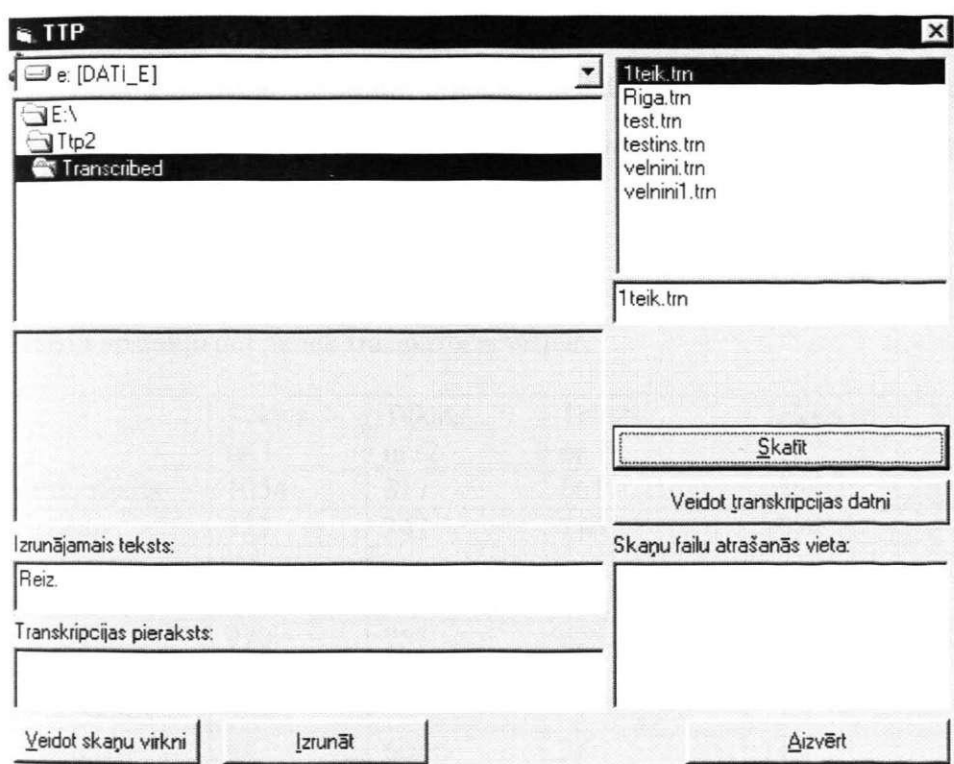 TTP
e: [DATI_E]
E:\
Ttp2
Transcribed
1teik.trn
Riga.trn
test.trn
testins.trn
velnini.trn
velnini1.trn
1teik.trn
Skatīt
Veidot transkripcijas datni
Izrunājamais teksts:
Reiz.
Skaņu failu atrašanās vieta:
Transkripcijas pieraksts:
Veidot skaņu virkni
Izrunāt
Aizvērt